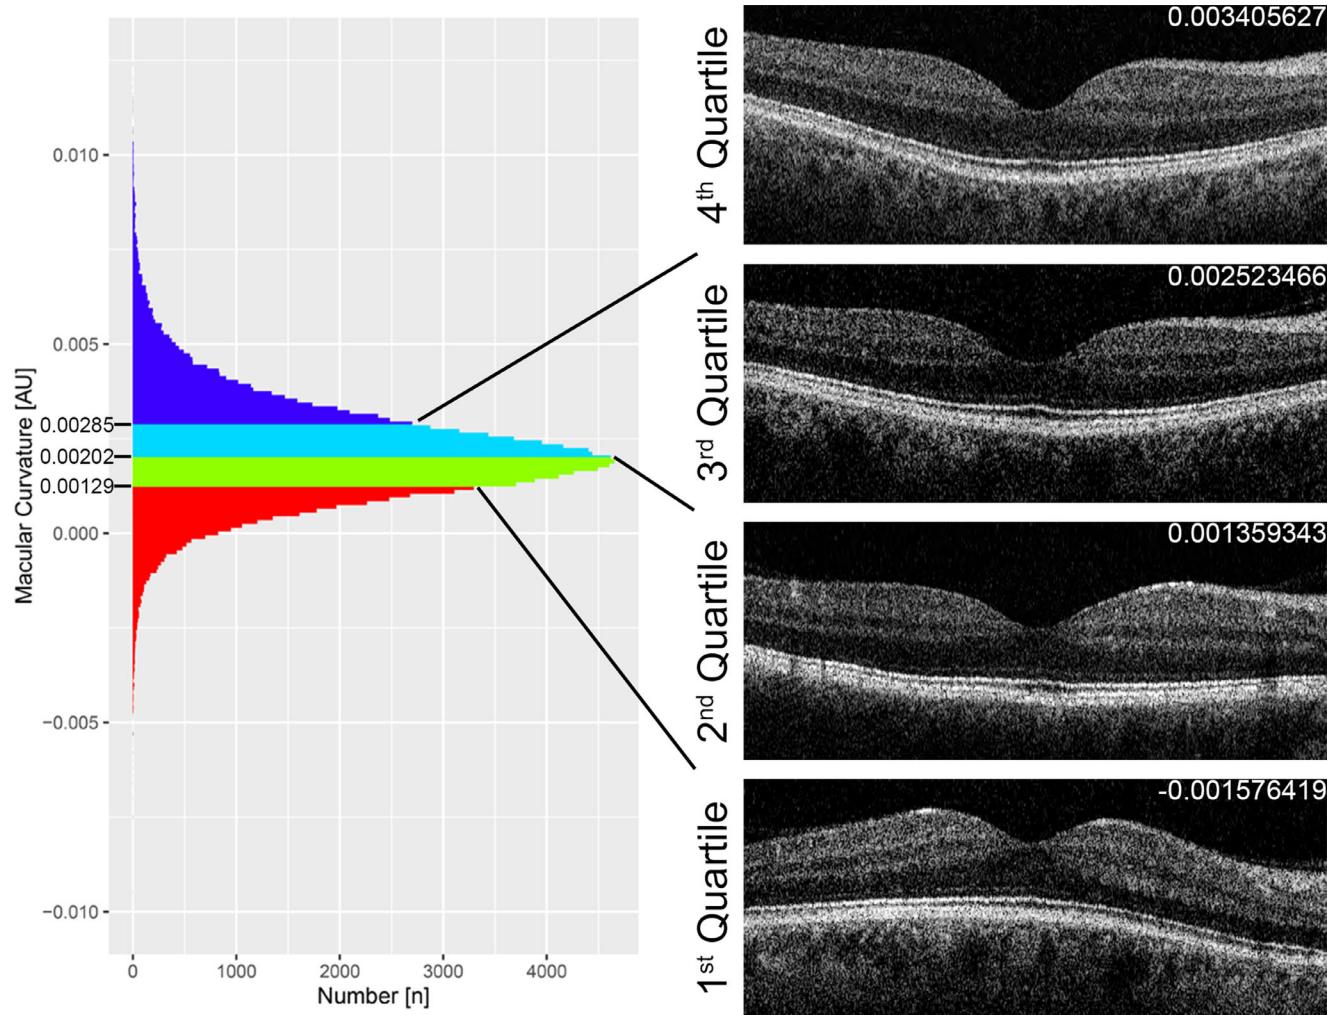 0.010
0.005
0.00285
0.00202
0.00129
0.000
−0.005
−0.010
Macular Curvature [AU]
0
1000
2000
3000
4000
Number [n]
4th Quartile
0.003405627
3rd Quartile
0.002523466
2nd Quartile
0.001359343
1st Quartile
-0.001576419